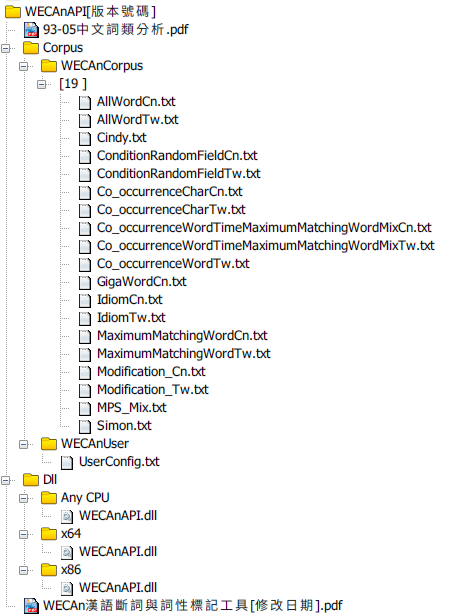 WECAnAPI[版本號碼]
93-05中文詞類分析.pdf
Corpus
WECAnCorpus
[19 ]
AllWordCn.txt
AllWordTw.txt
Cindy.txt
ConditionRandomFieldCn.txt
ConditionRandomFieldTw.txt
Co_occurrenceCharCn.txt
Co_occurrenceCharTw.txt
Co_occurrenceWordTimeMaximumMatchingWordMixCn.txt
Co_occurrenceWordTimeMaximumMatchingWordMixTw.txt
Co_occurrenceWordTw.txt
GigaWordCn.txt
IdiomCn.txt
IdiomTw.txt
MaximumMatchingWordCn.txt
MaximumMatchingWordTw.txt
Modification_Cn.txt
Modification_Tw.txt
MPS_Mix.txt
Simon.txt
WECAnUser
UserConfig.txt
Dll
Any CPU
WECAnAPI.dll
x64
WECAnAPI.dll
x86
WECAnAPI.dll
WECAn漢語斷詞與詞性標記工具[修改日期].pdf